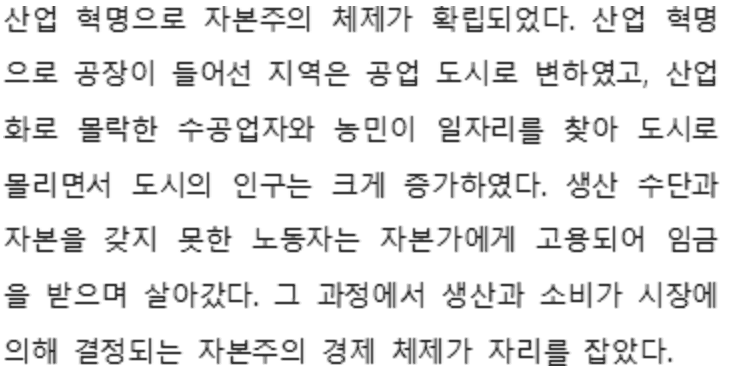 산업 혁명으로 자본주의 체제가 확립되었다. 산업 혁명
으로 공장이 들어선 지역은 공업 도시로 변하였고, 산업
화로 몰락한 수공업자와 농민이 일자리를 찾아 도시로
몰리면서 도시의 인구는 크게 증가하였다. 생산 수단과
자본을 갖지 못한 노동자는 자본가에게 고용되어 임금
을 받으며 살아갔다. 그 과정에서 생산과 소비가 시장에
의해 결정되는 자본주의 경제 체제가 자리를 잡았다.